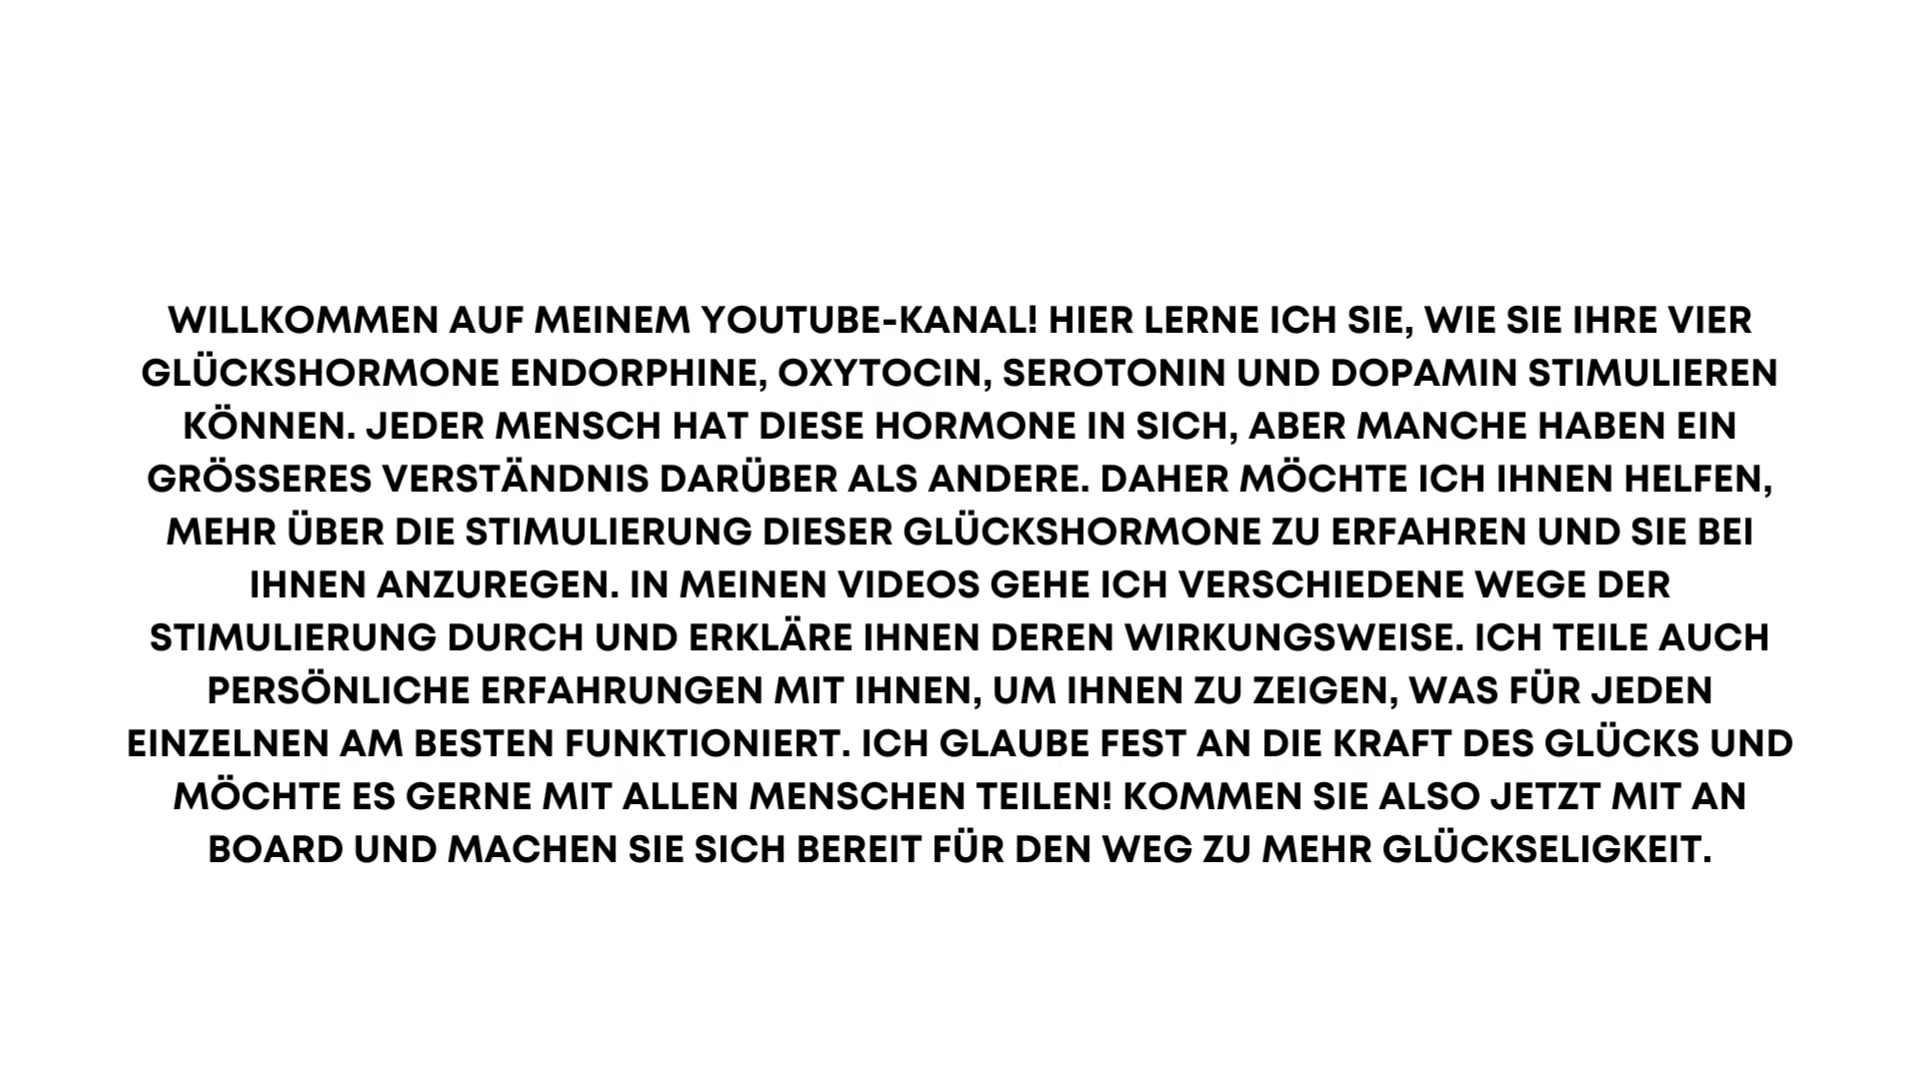 WILLKOMMEN AUF MEINEM YOUTUBE-KANAL! HIER LERNE ICH SIE, WIE SIE IHRE VIER
GLÜCKSHORMONE ENDORPHINE, OXYTOCIN, SEROTONIN UND DOPAMIN STIMULIEREN
KÖNNEN. JEDER MENSCH HAT DIESE HORMONE IN SICH, ABER MANCHE HABEN EIN
GRÖSSERES VERSTÄNDNIS DARÜBER ALS ANDERE. DAHER MÖCHTE ICH IHNEN HELFEN,
MEHR ÜBER DIE STIMULIERUNG DIESER GLÜCKSHORMONE ZU ERFAHREN UND SIE BEI
IHNEN ANZUREGEN. IN MEINEN VIDEOS GEHE ICH VERSCHIEDENE WEGE DER
STIMULIERUNG DURCH UND ERKLÄRE IHNEN DEREN WIRKUNGSWEISE. ICH TEILE AUCH
PERSÖNLICHE ERFAHRUNGEN MIT IHNEN, UM IHNEN ZU ZEIGEN, WAS FÜR JEDEN
EINZELNEN AM BESTEN FUNKTIONIERT. ICH GLAUBE FEST AN DIE KRAFT DES GLÜCKS UND
MÖCHTE ES GERNE MIT ALLEN MENSCHEN TEILEN! KOMMEN SIE ALSO JETZT MIT AN
BOARD UND MACHEN SIE SICH BEREIT FÜR DEN WEG ZU MEHR GLÜCKSELIGKEIT.